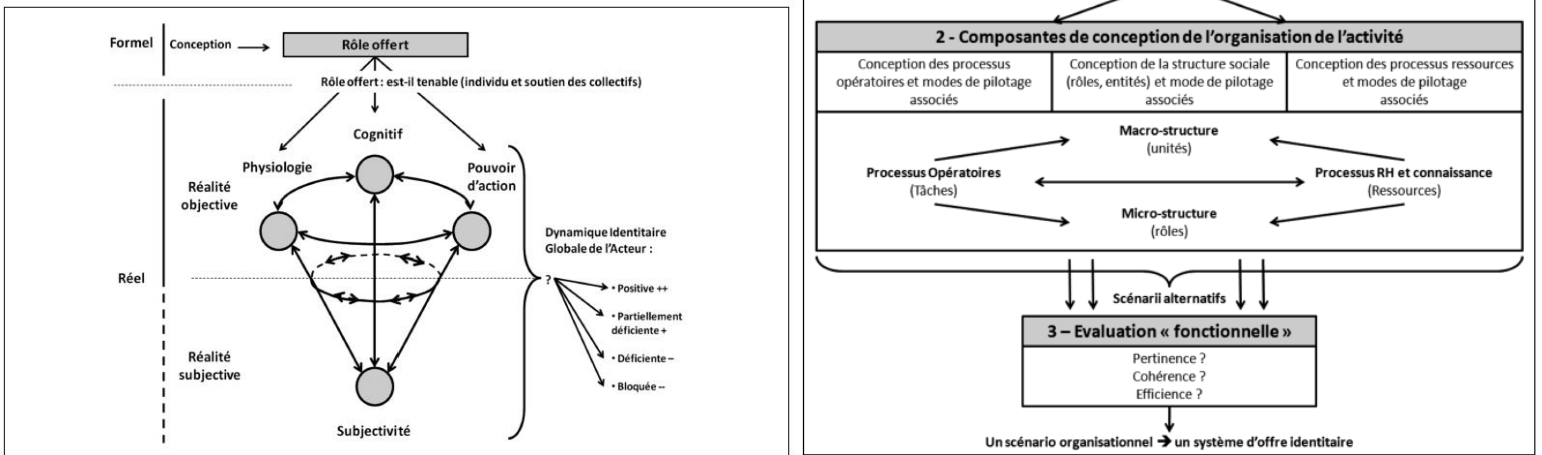 Formel
Conception
Rôle offert
Rôle offert : est-il tenable (individu et soutien des collectifs)
Cognitif
Physiologie
Pouvoir
d'action
Réalité
objective
Dynamique Identitaire
Globale de l'Acteur :
Réel
?
• Positive ++
• Partiellement
déficiente +
• Déficiente –
• Bloquée --
Réalité
subjective
Subjectivité
2 - Composantes de conception de l'organisation de l'activité
Conception des processus
opératoires et modes de pilotage
associés
Conception de la structure sociale
(rôles, entités) et mode de pilotage
associés
Conception des processus ressources
et modes de pilotage
associés
Macro-structure
(unités)
Processus Opératoires
(Tâches)
Processus RH et connaissance
(Ressources)
Micro-structure
(rôles)
Scénarii alternatifs
3 – Evaluation « fonctionnelle »
Pertinence ?
Cohérence ?
Efficience ?
Un scénario organisationnel ➔ un système d'offre identitaire